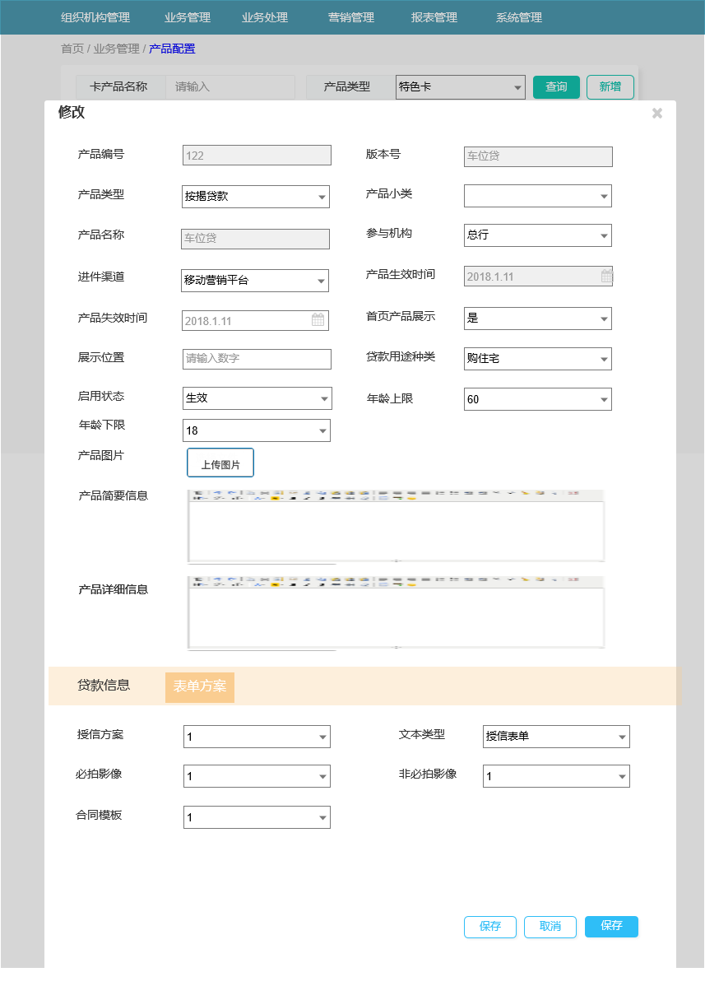 组织机构管理 业务管理 业务处理 营销管理 报表管理 系统管理
首页 / 业务管理 / 产品配置
卡产品名称 请输入 产品类型 特色卡 查询 新增
修改 ×
产品编号 122 版本号 车位贷
产品类型 按揭贷款 产品小类
产品名称 车位贷 参与机构 总行
进件渠道 移动营销平台 产品生效时间 2018.1.11
产品失效时间 2018.1.11 首页产品展示 是
展示位置 请输入数字 贷款用途种类 购住宅
启用状态 生效 年龄上限 60
年龄下限 18
产品图片 上传图片
产品简要信息
产品详细信息
贷款信息 表单方案
授信方案 1 文本类型 授信表单
必拍影像 1 非必拍影像 1
合同模板 1
保存 取消 保存